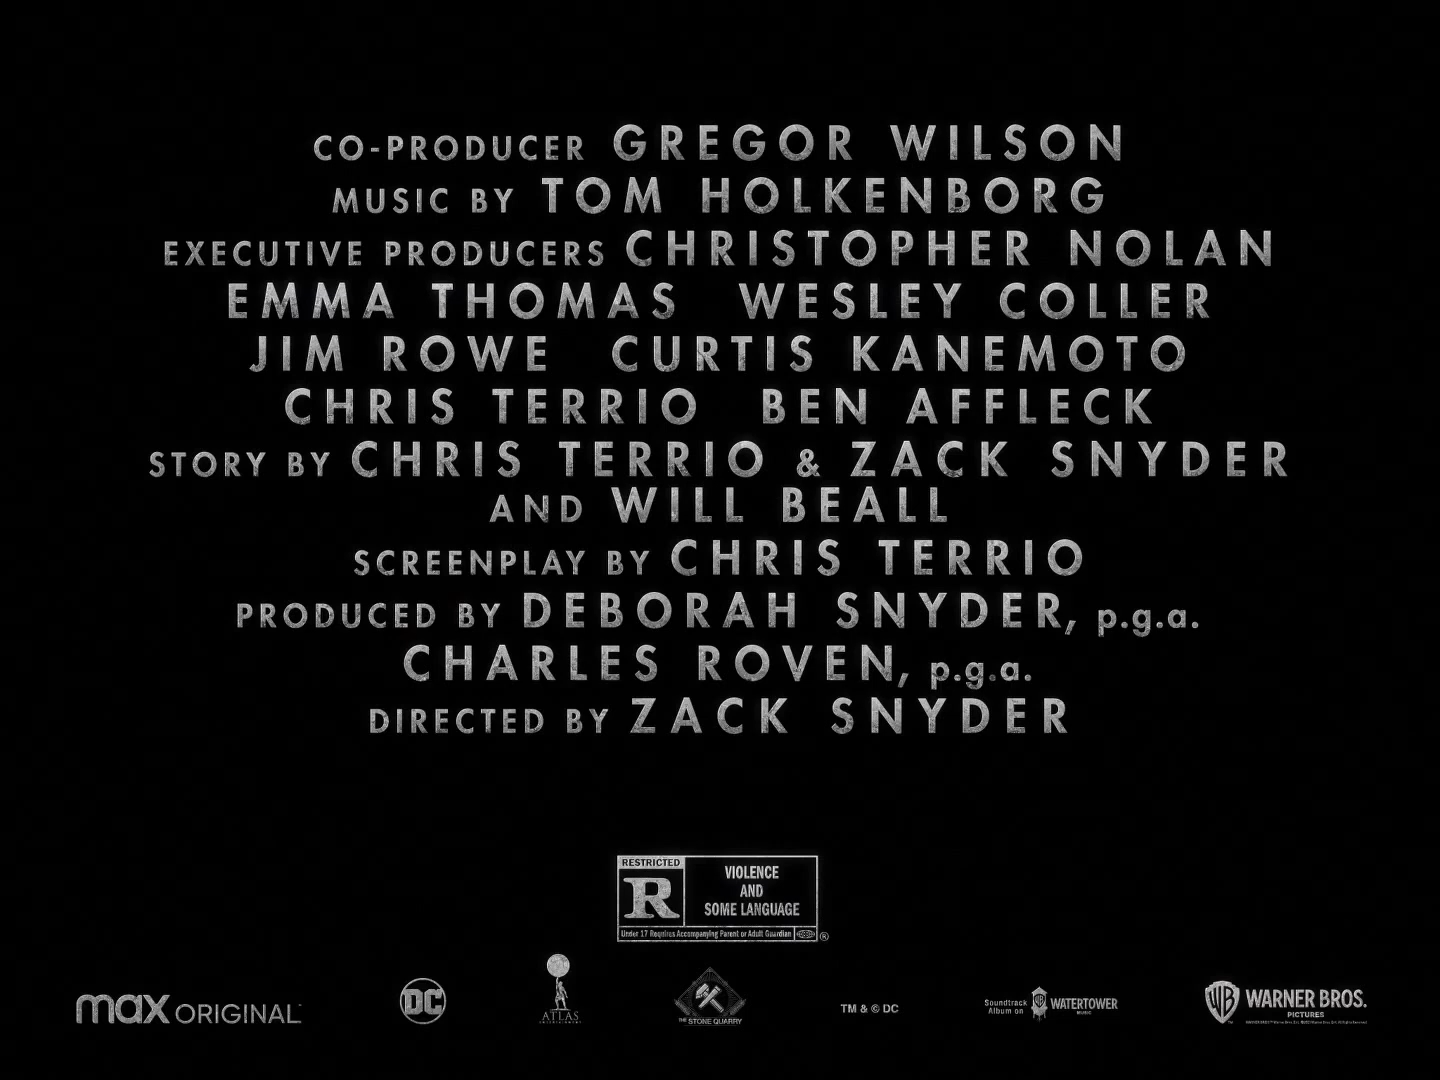 CO-PRODUCER GREGOR WILSON
MUSIC BY TOM HOLKENBORG
EXECUTIVE PRODUCERS CHRISTOPHER NOLAN
EMMA THOMAS WESLEY COLLER
JIM ROWE CURTIS KANEMOTO
CHRIS TERRIO BEN AFFLECK
STORY BY CHRIS TERRIO & ZACK SNYDER
AND WILL BEALL
SCREENPLAY BY CHRIS TERRIO
PRODUCED BY DEBORAH SNYDER, p.g.a.
CHARLES ROVEN, p.g.a.
DIRECTED BY ZACK SNYDER
RESTRICTED
R
VIOLENCE
AND
SOME LANGUAGE
Under 17 Requires Accompanying Parent or Adult Guardian
®
max ORIGINAL
DC
ATLAS
ENTERTAINMENT
THE STONE QUARRY
TM & © DC
Soundtrack
Album on
WATERTOWER
MUSIC
WB WARNER BROS.
PICTURES